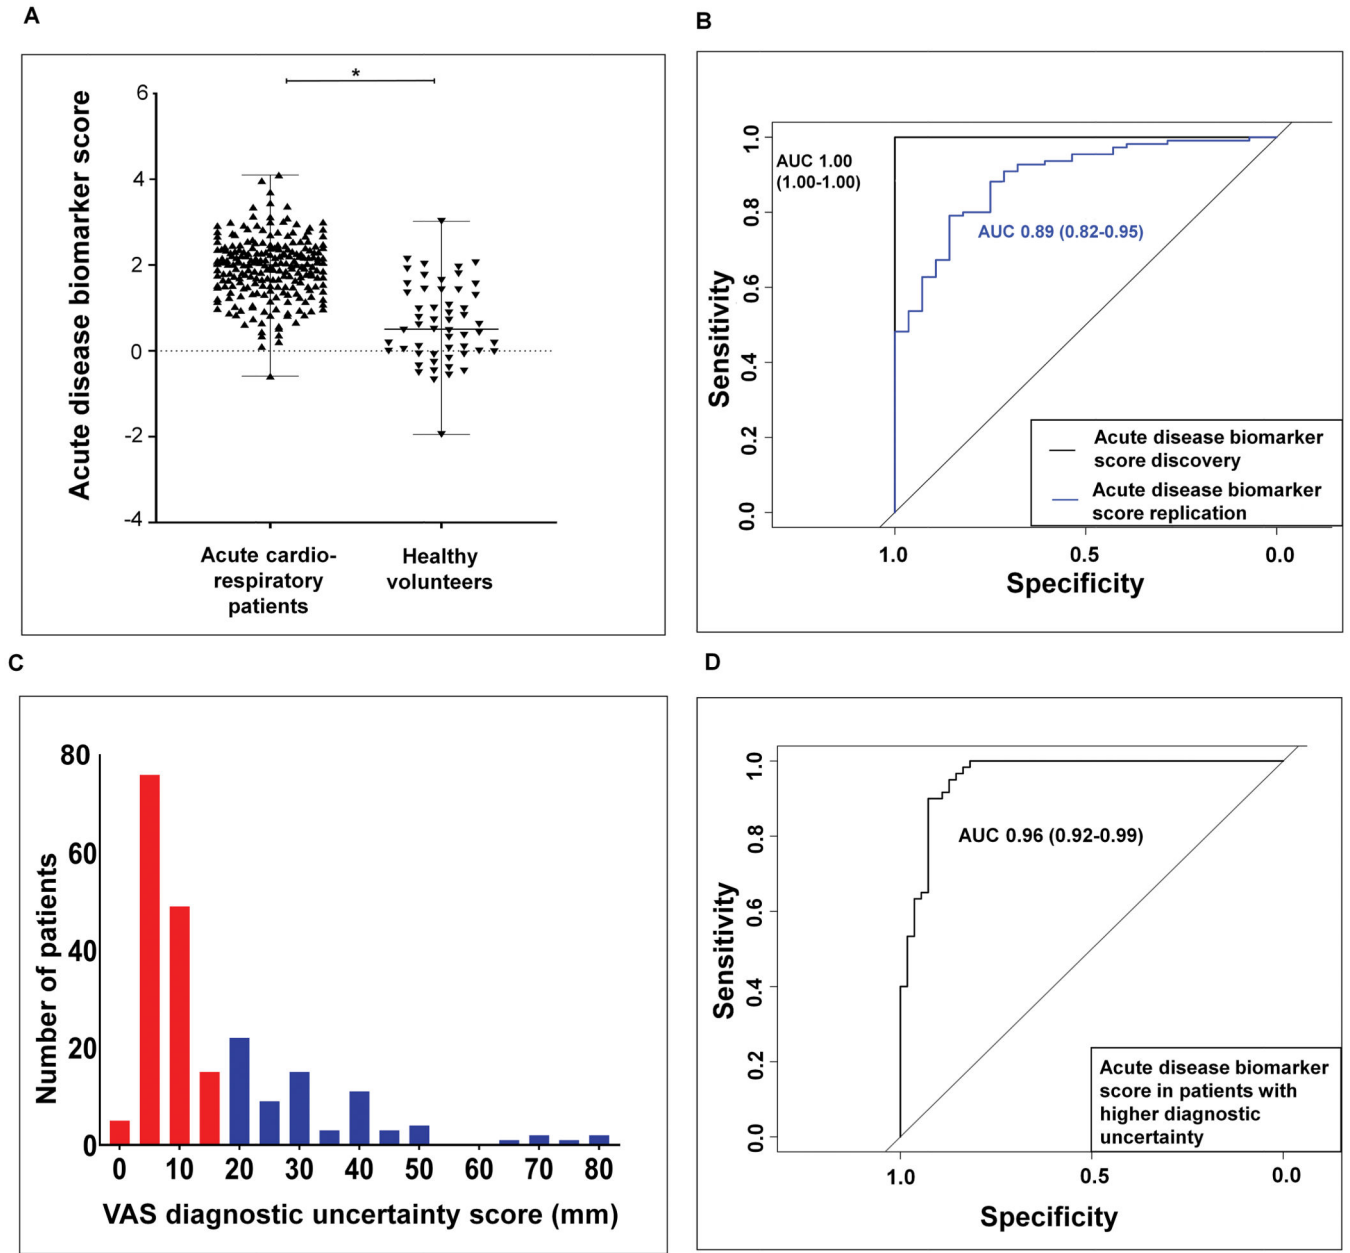 A
Acute disease biomarker score
6
4
2
0
-2
-4
*
Acute cardio-
respiratory
patients
Healthy
volunteers
B
Sensitivity
1.0
0.8
0.6
0.4
0.2
0.0
AUC 1.00
(1.00-1.00)
AUC 0.89 (0.82-0.95)
Acute disease biomarker
score discovery
Acute disease biomarker
score replication
1.0
0.5
0.0
Specificity
C
Number of patients
80
60
40
20
0
0
10
20
30
40
50
60
70
80
VAS diagnostic uncertainty score (mm)
D
Sensitivity
1.0
0.8
0.6
0.4
0.2
0.0
AUC 0.96 (0.92-0.99)
Acute disease biomarker
score in patients with
higher diagnostic
uncertainty
1.0
0.5
0.0
Specificity